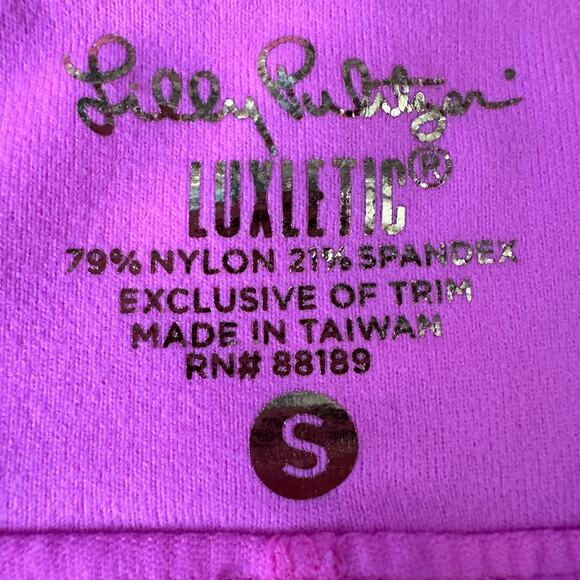 Lilly Pulitzer
LUXLETIC®
79% NYLON 21% SPANDEX
EXCLUSIVE OF TRIM
MADE IN TAIWAN
RN# 88189
S